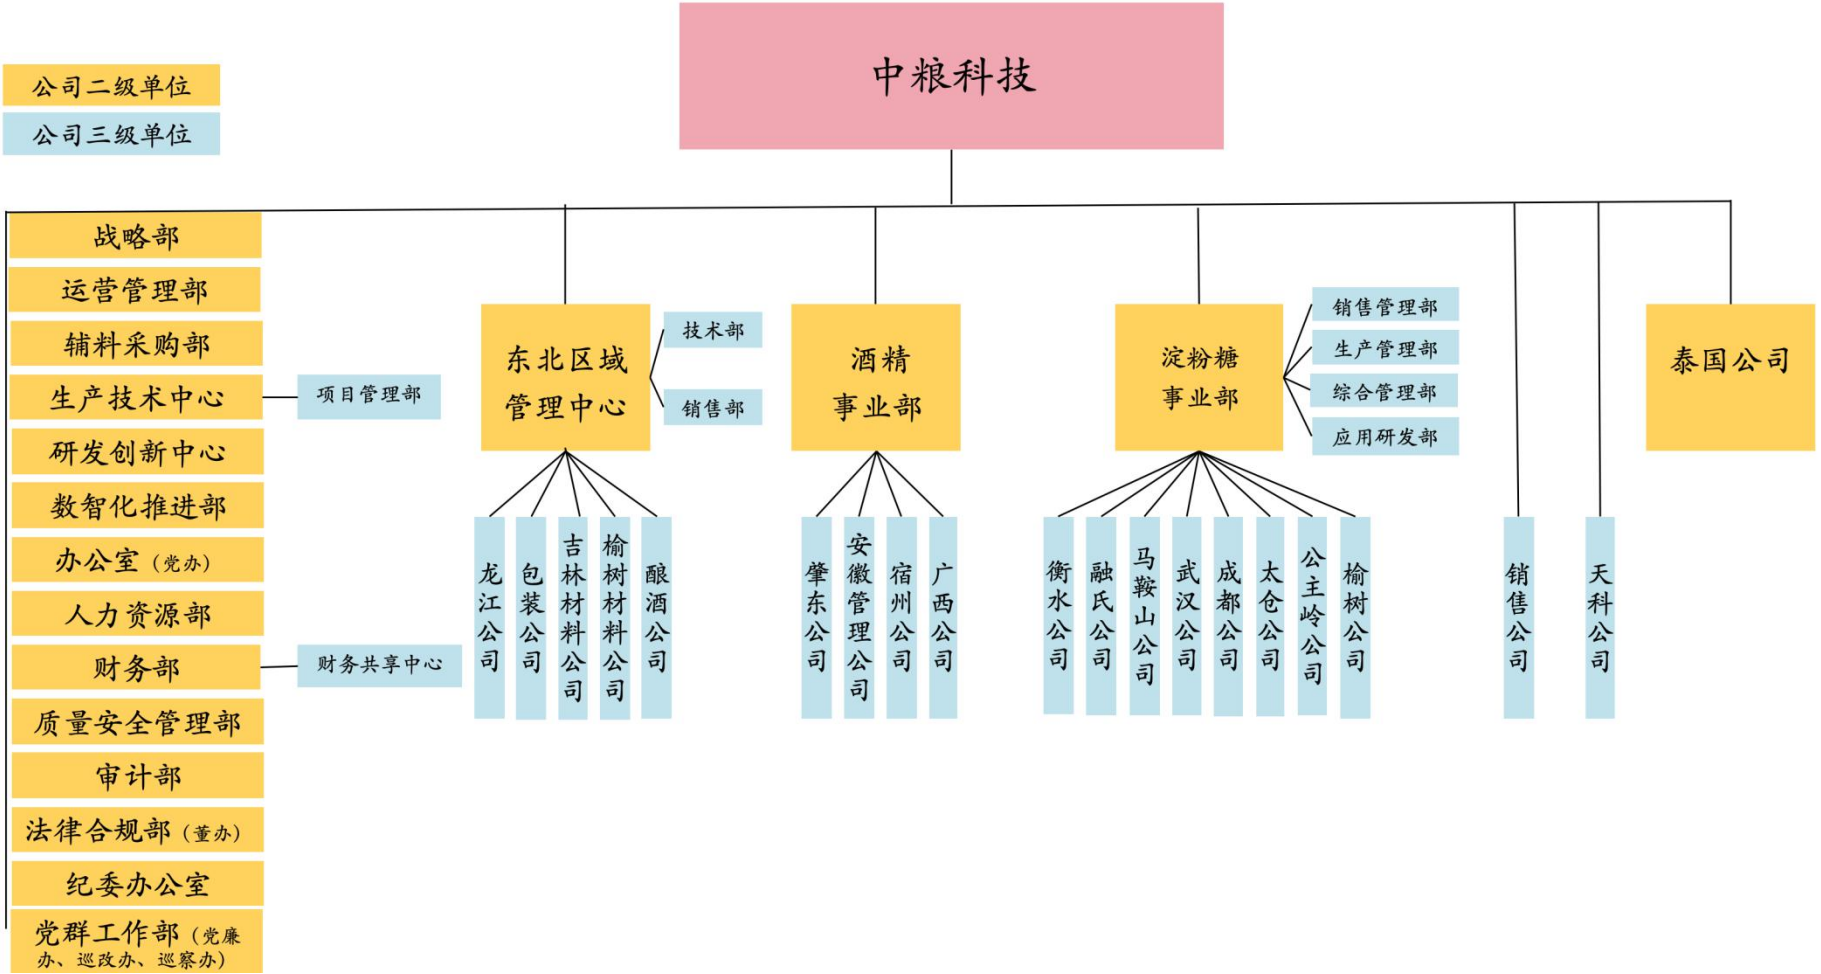 中粮科技
公司二级单位
公司三级单位
战略部
运营管理部
辅料采购部
生产技术中心
项目管理部
研发创新中心
数智化推进部
办公室（党办）
人力资源部
财务部
财务共享中心
质量安全管理部
审计部
法律合规部（董办）
纪委办公室
党群工作部（党廉
办、巡改办、巡察办）
东北区域
管理中心
技术部
销售部
龙江公司
包装公司
吉林材料公司
榆树材料公司
酿酒公司
酒精
事业部
肇东公司
安徽管理公司
宿州公司
广西公司
淀粉糖
事业部
销售管理部
生产管理部
综合管理部
应用研发部
衡水公司
融氏公司
马鞍山公司
武汉公司
成都公司
太仓公司
公主岭公司
榆树公司
销售公司
天科公司
泰国公司